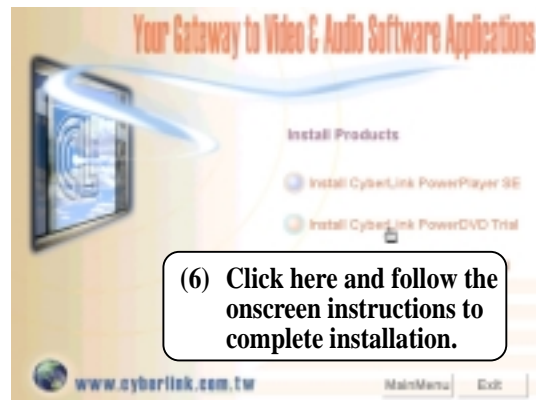 Your Gateway to Video & Audio Software Applications
Install Products
Install CyberLink PowerPlayer SE
Install CyberLink PowerDVD Trial
(6) Click here and follow the
onscreen instructions to
complete installation.
www.cyberlink.com.tw
MainMenu
Exit